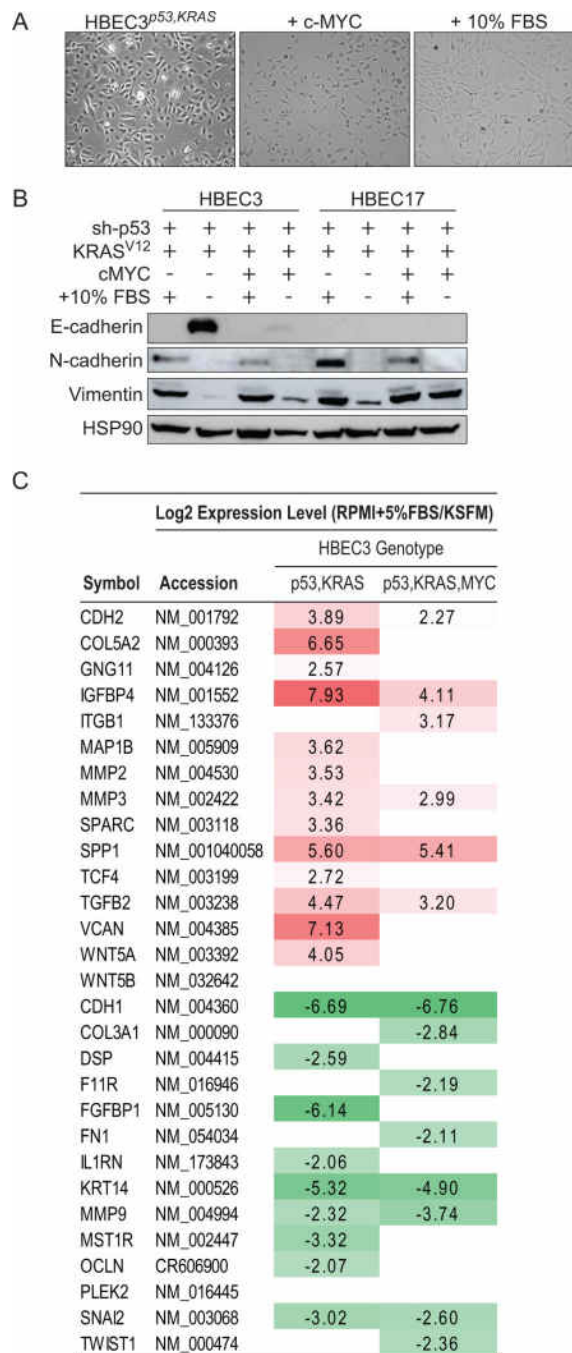 A
HBEC3p53,KRAS + c-MYC + 10% FBS
B
HBEC3 HBEC17
sh-p53 + + + + + + + +
KRASV12 + + + + + + + +
cMYC - - + + - - + +
+10% FBS + - + - + - + -
E-cadherin
N-cadherin
Vimentin
HSP90
C
Log2 Expression Level (RPMI+5%FBS/KSFM)
HBEC3 Genotype
Symbol Accession p53,KRAS p53,KRAS,MYC
CDH2 NM_001792 3.89 2.27
COL5A2 NM_000393 6.65
GNG11 NM_004126 2.57
IGFBP4 NM_001552 7.93 4.11
ITGB1 NM_133376 3.17
MAP1B NM_005909 3.62
MMP2 NM_004530 3.53
MMP3 NM_002422 3.42 2.99
SPARC NM_003118 3.36
SPP1 NM_001040058 5.60 5.41
TCF4 NM_003199 2.72
TGFB2 NM_003238 4.47 3.20
VCAN NM_004385 7.13
WNT5A NM_003392 4.05
WNT5B NM_032642
CDH1 NM_004360 -6.69 -6.76
COL3A1 NM_000090 -2.84
DSP NM_004415 -2.59
F11R NM_016946 -2.19
FGFBP1 NM_005130 -6.14
FN1 NM_054034 -2.11
IL1RN NM_173843 -2.06
KRT14 NM_000526 -5.32 -4.90
MMP9 NM_004994 -2.32 -3.74
MST1R NM_002447 -3.32
OCLN CR606900 -2.07
PLEK2 NM_016445
SNAI2 NM_003068 -3.02 -2.60
TWIST1 NM_000474 -2.36